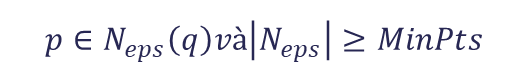 p ∈ N_eps(q)và|N_eps| ≥ MinPts